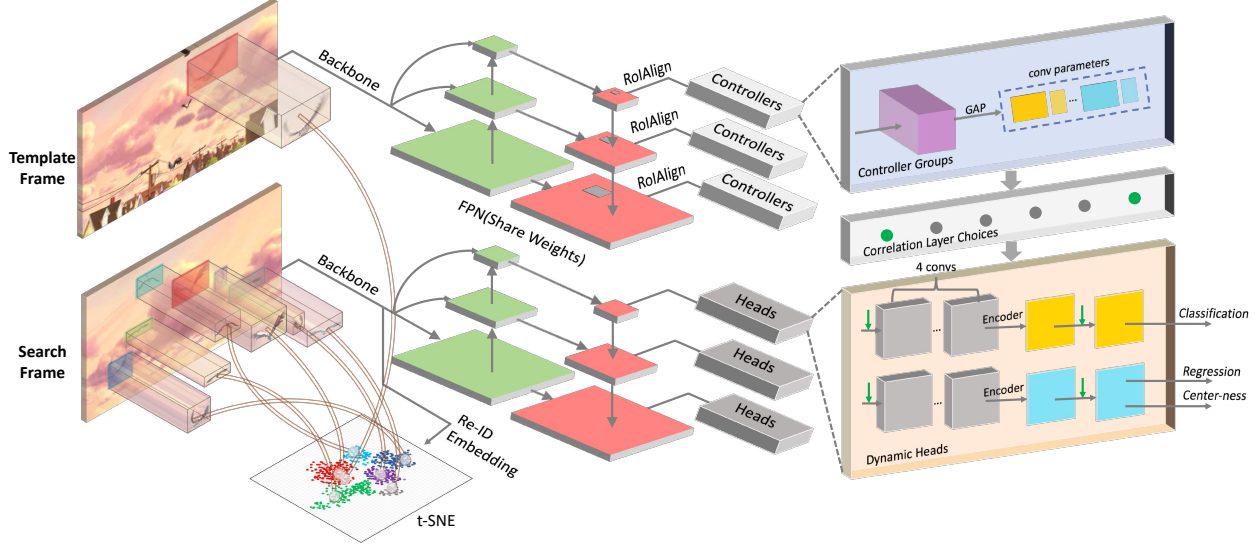 Template
Frame
Backbone
RoIAlign
Controllers
RoIAlign
Controllers
RoIAlign
Controllers
FPN(Share Weights)
conv parameters
GAP
...
Controller Groups
Correlation Layer Choices
Search
Frame
Backbone
Heads
Heads
Heads
Re-ID
Embedding
t-SNE
4 convs
...
Encoder
Classification
...
Encoder
Regression
Center-ness
Dynamic Heads